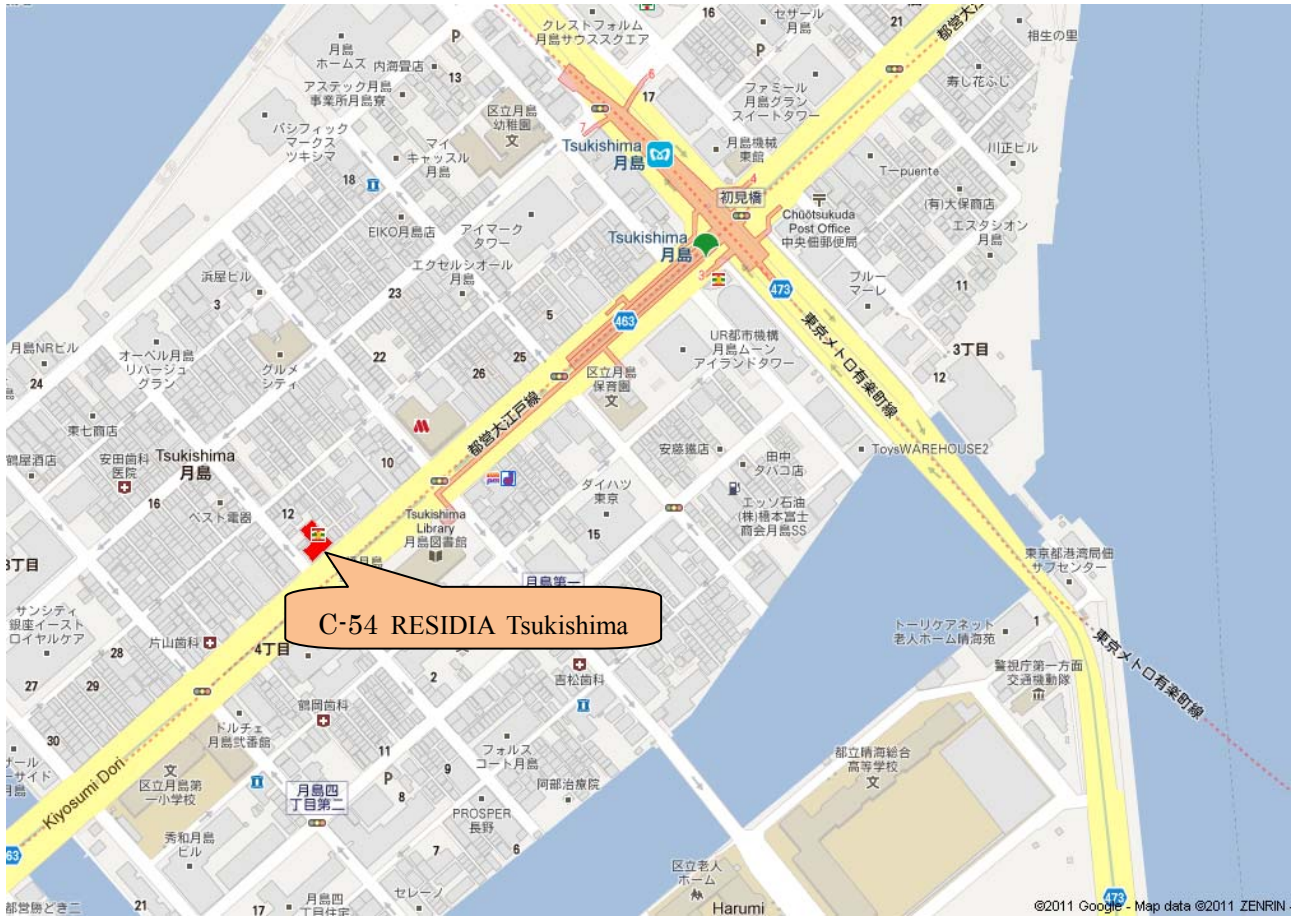 クレストフォルム
月島サウススクエア
16
セザール
月島
21
都営大江
相生の里
P
月島
ホームズ
内海畳店
13
アステック月島
事業所月島寮
パシフィック
マークス
ツキシマ
マイ
キャッスル
月島
区立月島
幼稚園
文
7
6
17
P
ファミール
月島グラン
スイートタワー
寿し花ふじ
Tsukishima
月島
月島機械
東館
川正ビル
T-puente
(有)大保商店
エスタシオン
月島
18
4
初見橋
Chūōtsukuda
Post Office
中央佃郵便局
EIKO月島店
アイマーク
タワー
Tsukishima
月島
3
473
ブルー
マーレ
11
浜屋ビル
3
エクセルシオール
月島
23
5
463
UR都市機構
月島ムーン
アイランドタワー
東京メトロ有楽町線
3丁目
12
月島NRビル
24
オーベル月島
リバージュ
グラン
グルメ
シティ
22
25
26
区立月島
保育園
文
都営大江戸線
東七商店
鶴屋酒店
安田歯科
医院
Tsukishima
月島
10
16
ベスト電器
12
安藤鐵店
田中
タバコ店
ToysWAREHOUSE2
ダイハツ
東京
エッソ石油
(株)橋本富士
商会月島SS
15
Tsukishima
Library
月島図書館
月島第一
C-54 RESIDIA Tsukishima
3丁目
サンシティ
銀座イースト
ロイヤルケア
片山歯科
28
4丁目
27
29
2
吉松歯科
東京都港湾局佃
サブセンター
トーリケアネット
老人ホーム晴海苑
1
警視庁第一方面
交通機動隊
東京メトロ有楽町線
鶴岡歯科
30
ドルチェ
月島弐番館
11
フォルス
コート月島
9
P
8
阿部治療院
都立晴海総合
高等学校
文
Kiyosumi Dori
文
区立月島第
一小学校
月島四
丁目第二
PROSPER
長野
秀和月島
ビル
7
6
63
都営勝どき二
21
17
月島四
丁目住宅
セレーノ
区立老人
ホーム
Harumi
473
©2011 Google - Map data ©2011 ZENRIN -